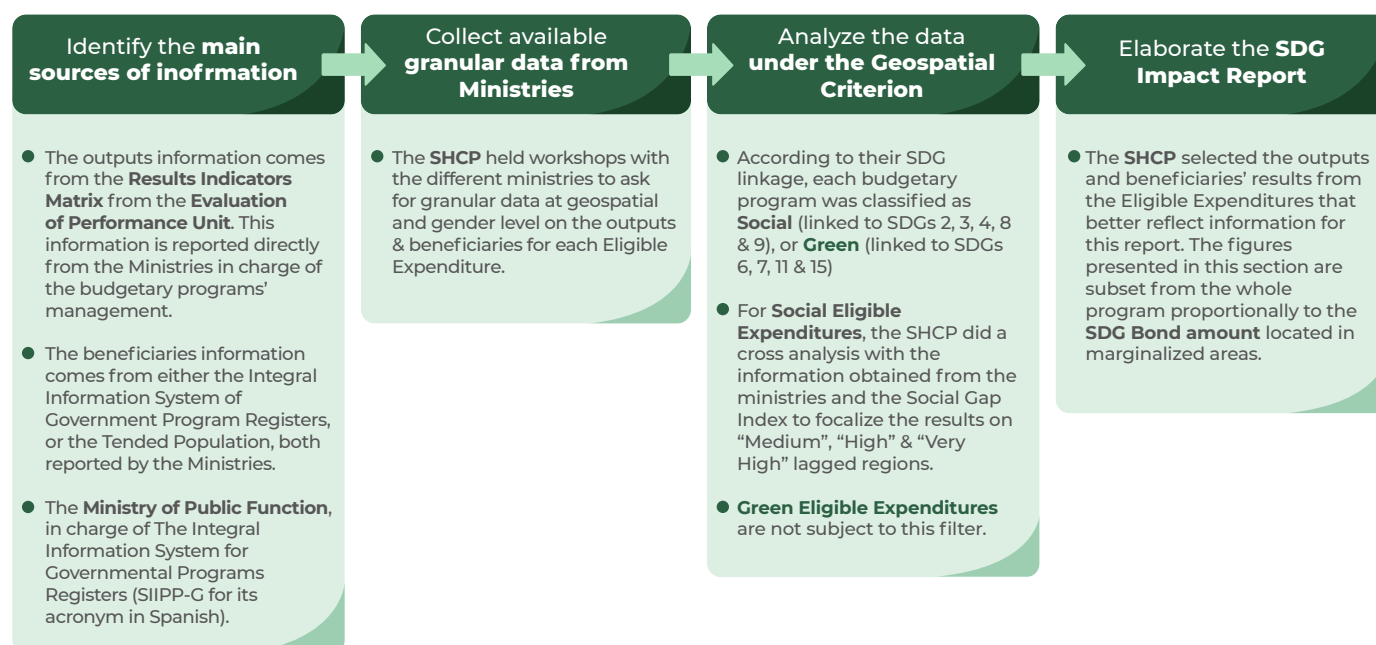 Identify the main
sources of inofrmation
The outputs information comes
from the Results Indicators
Matrix from the Evaluation
of Performance Unit. This
information is reported directly
from the Ministries in charge of
the budgetary programs’
management.
The beneficiaries information
comes from either the Integral
Information System of
Government Program Registers,
or the Tended Population, both
reported by the Ministries.
The Ministry of Public Function,
in charge of The Integral
Information System for
Governmental Programs
Registers (SIIPP-G for its
acronym in Spanish).
Collect available
granular data from
Ministries
The SHCP held workshops with
the different ministries to ask
for granular data at geospatial
and gender level on the outputs
& beneficiaries for each Eligible
Expenditure.
Analyze the data
under the Geospatial
Criterion
According to their SDG
linkage, each budgetary
program was classified as
Social (linked to SDGs 2, 3, 4, 8
& 9), or Green (linked to SDGs
6, 7, 11 & 15)
For Social Eligible
Expenditures, the SHCP did a
cross analysis with the
information obtained from the
ministries and the Social Gap
Index to focalize the results on
“Medium”, “High” & “Very
High” lagged regions.
Green Eligible Expenditures
are not subject to this filter.
Elaborate the SDG
Impact Report
The SHCP selected the outputs
and beneficiaries’ results from
the Eligible Expenditures that
better reflect information for
this report. The figures
presented in this section are
subset from the whole
program proportionally to the
SDG Bond amount located in
marginalized areas.